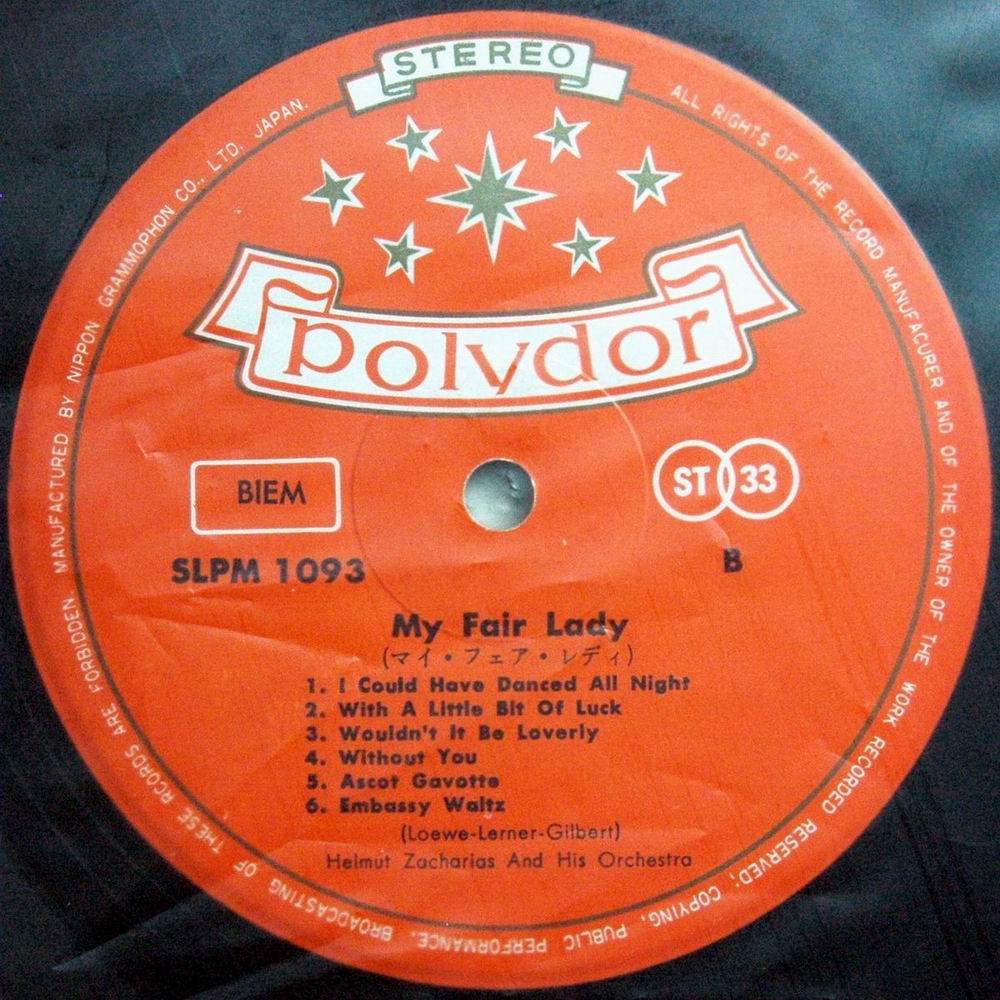 STEREO
polydor
BIEM
ST 33
SLPM 1093
B
My Fair Lady
(マイ・フェア・レディ)
1. I Could Have Danced All Night
2. With A Little Bit Of Luck
3. Wouldn't It Be Loverly
4. Without You
5. Ascot Gavotte
6. Embassy Waltz
(Loewe-Lerner-Gilbert)
Helmut Zacharias And His Orchestra
ALL RIGHTS OF THE RECORD MANUFACURER AND OF THE OWNER OF THE WORK RECORDED RESERVED; COPYING, PUBLIC PERFORMANCE, BROADCASTING OF THESE RCORDS ARE FORBIDDEN. MANUFACTURED BY NIPPON GRAMMOPHON CO., LTD. JAPAN.